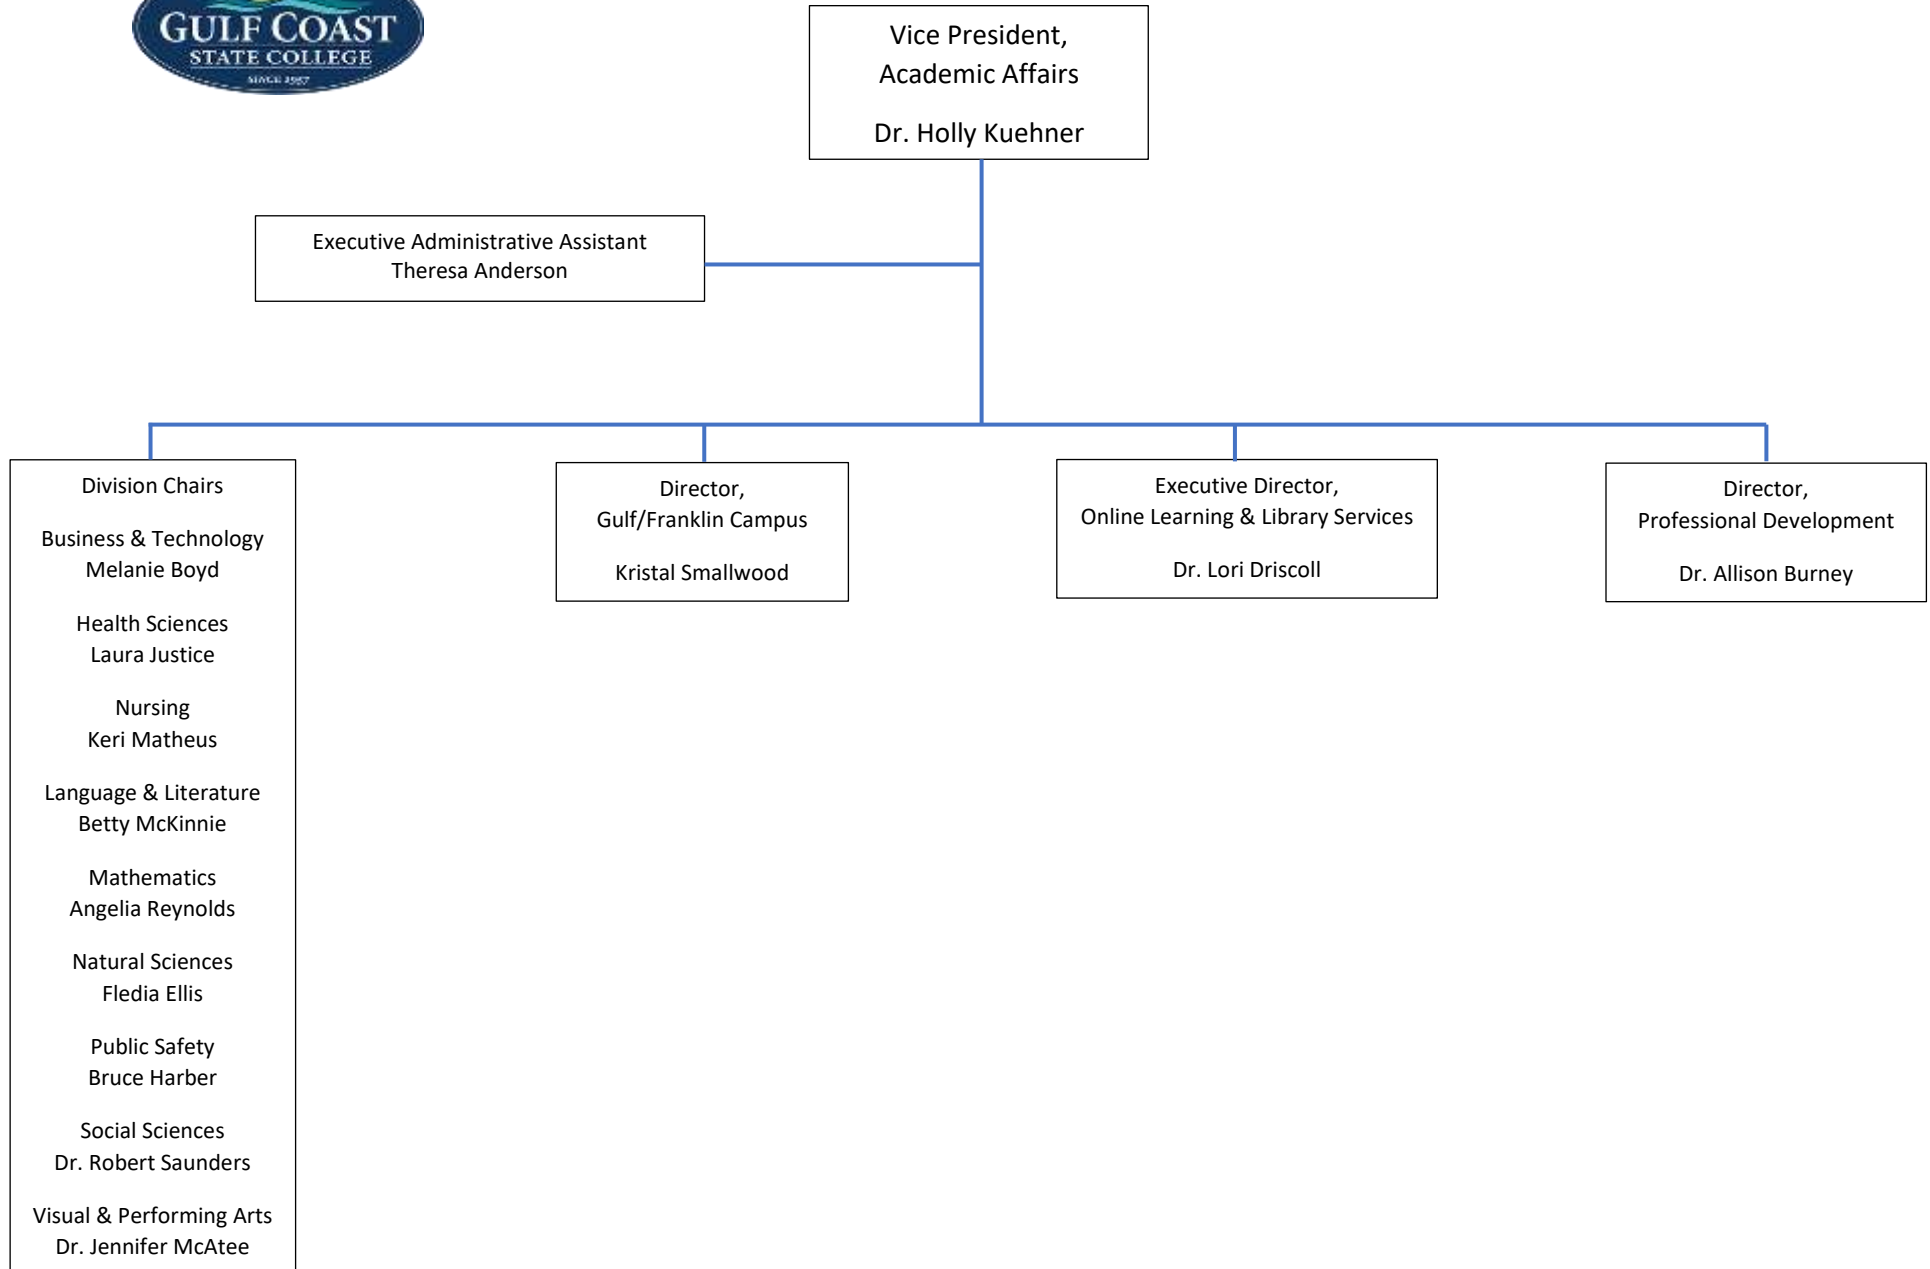 GULF COAST
STATE COLLEGE
SINCE 1957
Vice President,
Academic Affairs
Dr. Holly Kuehner
Executive Administrative Assistant
Theresa Anderson
Division Chairs
Business & Technology
Melanie Boyd
Health Sciences
Laura Justice
Nursing
Keri Matheus
Language & Literature
Betty McKinnie
Mathematics
Angelia Reynolds
Natural Sciences
Fledia Ellis
Public Safety
Bruce Harber
Social Sciences
Dr. Robert Saunders
Visual & Performing Arts
Dr. Jennifer McAtee
Director,
Gulf/Franklin Campus
Kristal Smallwood
Executive Director,
Online Learning & Library Services
Dr. Lori Driscoll
Director,
Professional Development
Dr. Allison Burney